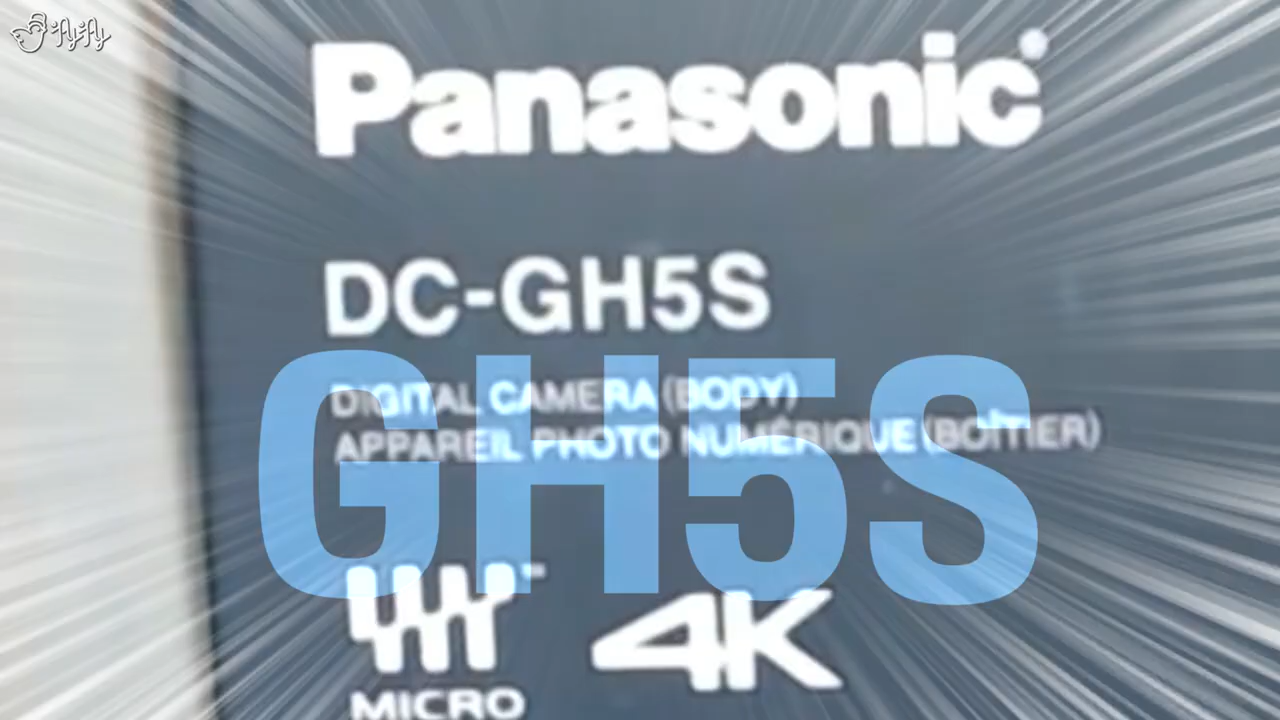 Panasonic
DC-GH5S
DIGITAL CAMERA (BODY)
APPAREIL PHOTO NUMÉRIQUE (BOÎTIER)
GH5S
4K
MICRO